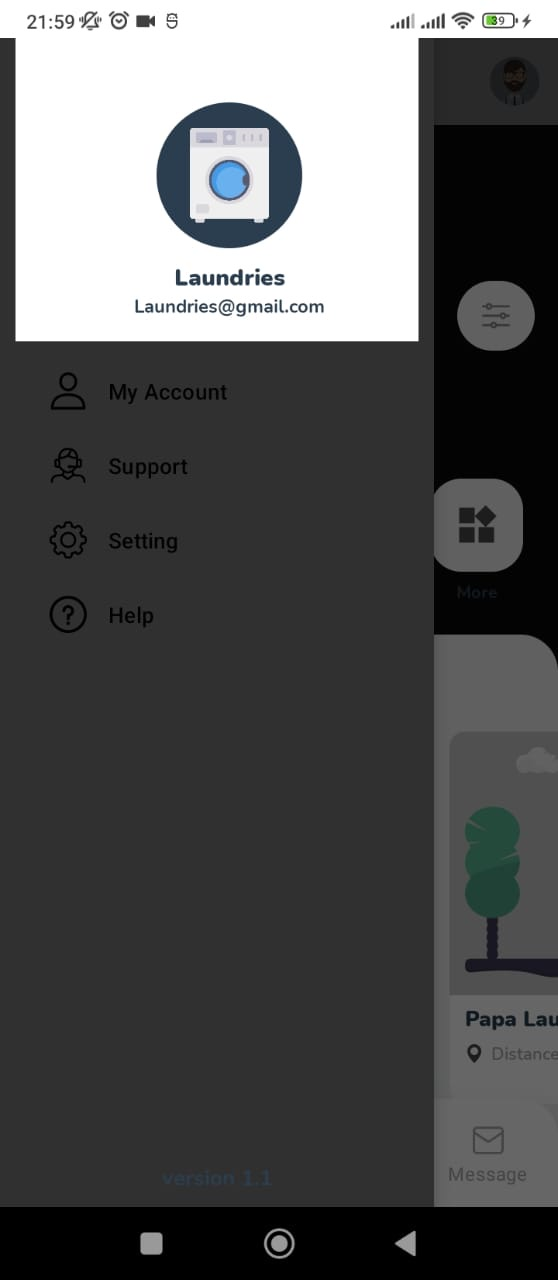 21:59
39
Laundries
Laundries@gmail.com
My Account
Support
Setting
Help
More
Papa Lau
Distance
Message
version 1.1